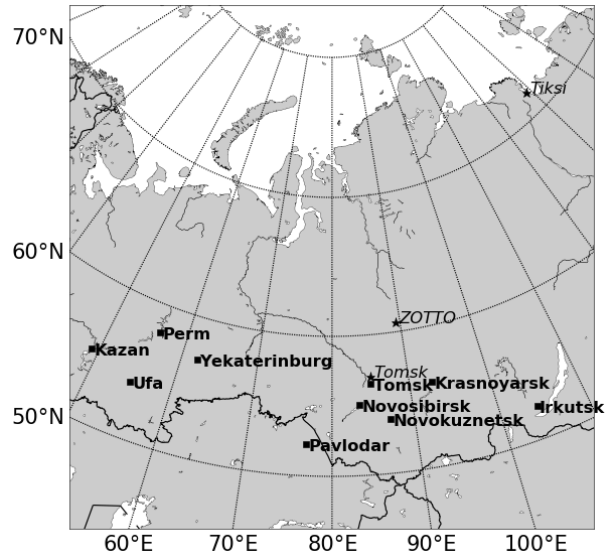 70°N
Tiksi
60°N
ZOTTO
Perm
Kazan
Yekaterinburg
Tomsk
Ufa
Tomsk
Krasnoyarsk
Novosibirsk
Irkutsk
50°N
Novokuznetsk
Pavlodar
60°E 70°E 80°E 90°E 100°E